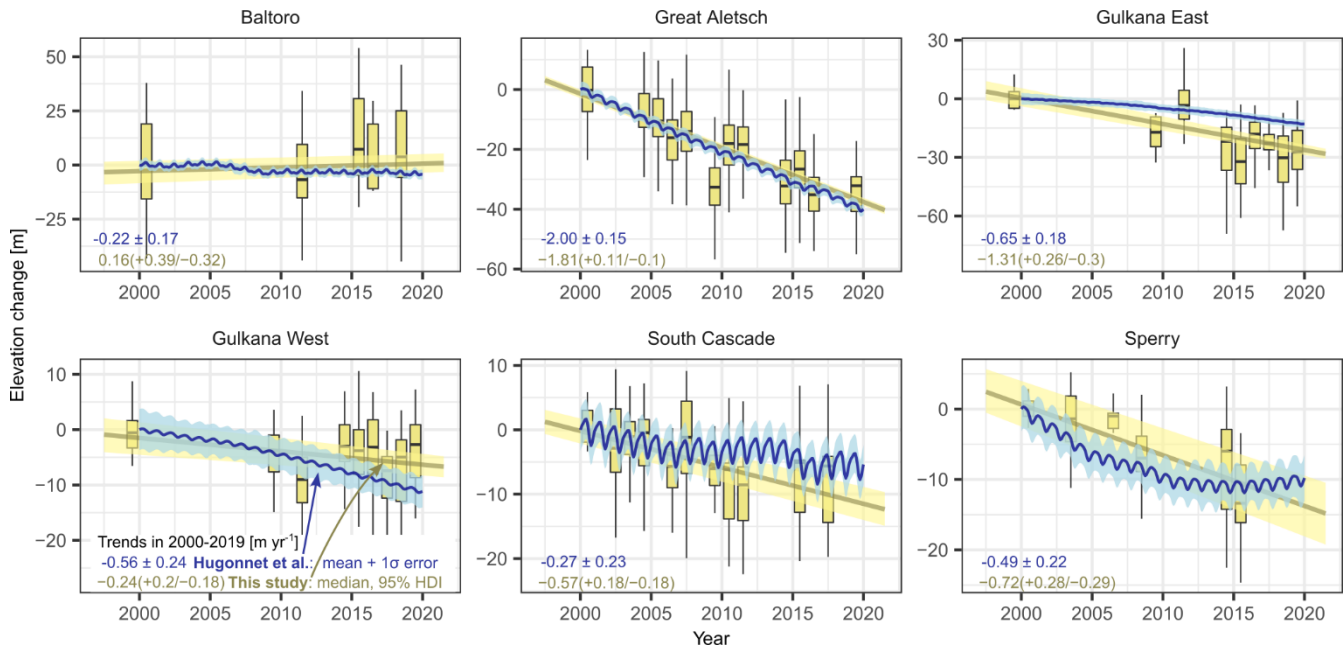 Baltoro
Great Aletsch
Gulkana East
Elevation change [m]
50
25
0
−25
-0.22 ± 0.17
0.16(+0.39/−0.32)
2000 2005 2010 2015 2020
0
−20
−40
−60
-2.00 ± 0.15
−1.81(+0.11/−0.1)
2000 2005 2010 2015 2020
30
0
−30
−60
-0.65 ± 0.18
−1.31(+0.26/−0.3)
2000 2005 2010 2015 2020
Gulkana West
South Cascade
Sperry
10
0
−10
−20
Trends in 2000-2019 [m yr⁻¹]
-0.56 ± 0.24 Hugonnet et al.: mean + 1σ error
−0.24(+0.2/−0.18) This study: median, 95% HDI
2000 2005 2010 2015 2020
10
0
−10
−20
-0.27 ± 0.23
−0.57(+0.18/−0.18)
2000 2005 2010 2015 2020
10
0
−10
−20
-0.49 ± 0.22
−0.72(+0.28/−0.29)
2000 2005 2010 2015 2020
Year